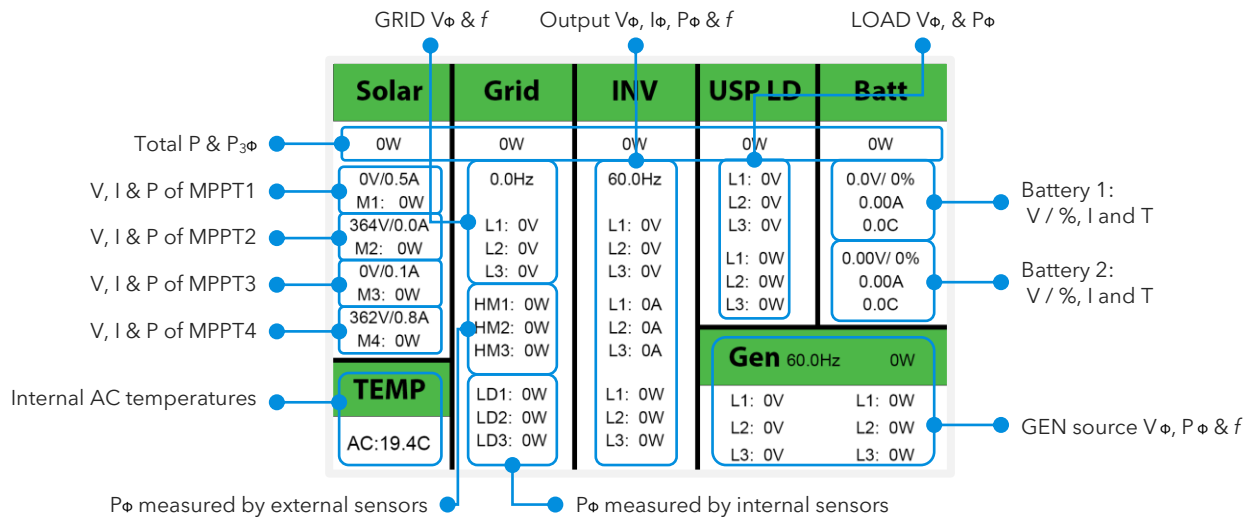 GRID VΦ & f
Output VΦ, IΦ, PΦ & f
LOAD VΦ, & PΦ
Solar
Grid
INV
USP LD
Batt
Total P & P3Φ
0W
0W
0W
0W
0W
V, I & P of MPPT1
0V/0.5A
M1: 0W
V, I & P of MPPT2
364V/0.0A
M2: 0W
V, I & P of MPPT3
0V/0.1A
M3: 0W
V, I & P of MPPT4
362V/0.8A
M4: 0W
Internal AC temperatures
TEMP
AC:19.4C
0.0Hz
L1: 0V
L2: 0V
L3: 0V
HM1: 0W
HM2: 0W
HM3: 0W
LD1: 0W
LD2: 0W
LD3: 0W
60.0Hz
L1: 0V
L2: 0V
L3: 0V
L1: 0A
L2: 0A
L3: 0A
L1: 0W
L2: 0W
L3: 0W
L1: 0V
L2: 0V
L3: 0V
L1: 0W
L2: 0W
L3: 0W
0.0V/ 0%
0.00A
0.0C
0.00V/ 0%
0.00A
0.0C
Battery 1:
V / %, I and T
Battery 2:
V / %, I and T
Gen 60.0Hz 0W
L1: 0V L1: 0W
L2: 0V L2: 0W
L3: 0V L3: 0W
GEN source VΦ, PΦ & f
PΦ measured by external sensors
PΦ measured by internal sensors